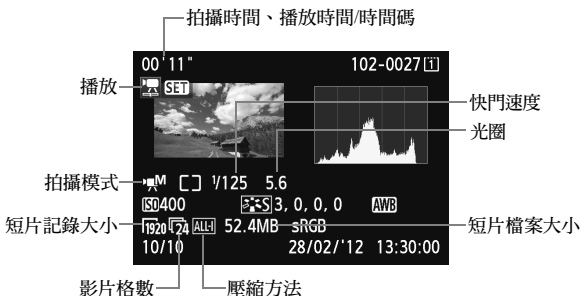 拍攝時間、播放時間/時間碼
00'11" 102-0027 1
播放 SET
快門速度
光圈
拍攝模式 M 1/125 5.6
ISO 400 S 3, 0, 0, 0 AWB
短片記錄大小 1920 24 ALL-I 52.4MB sRGB 短片檔案大小
10/10 28/02/'12 13:30:00
影片格數 壓縮方法